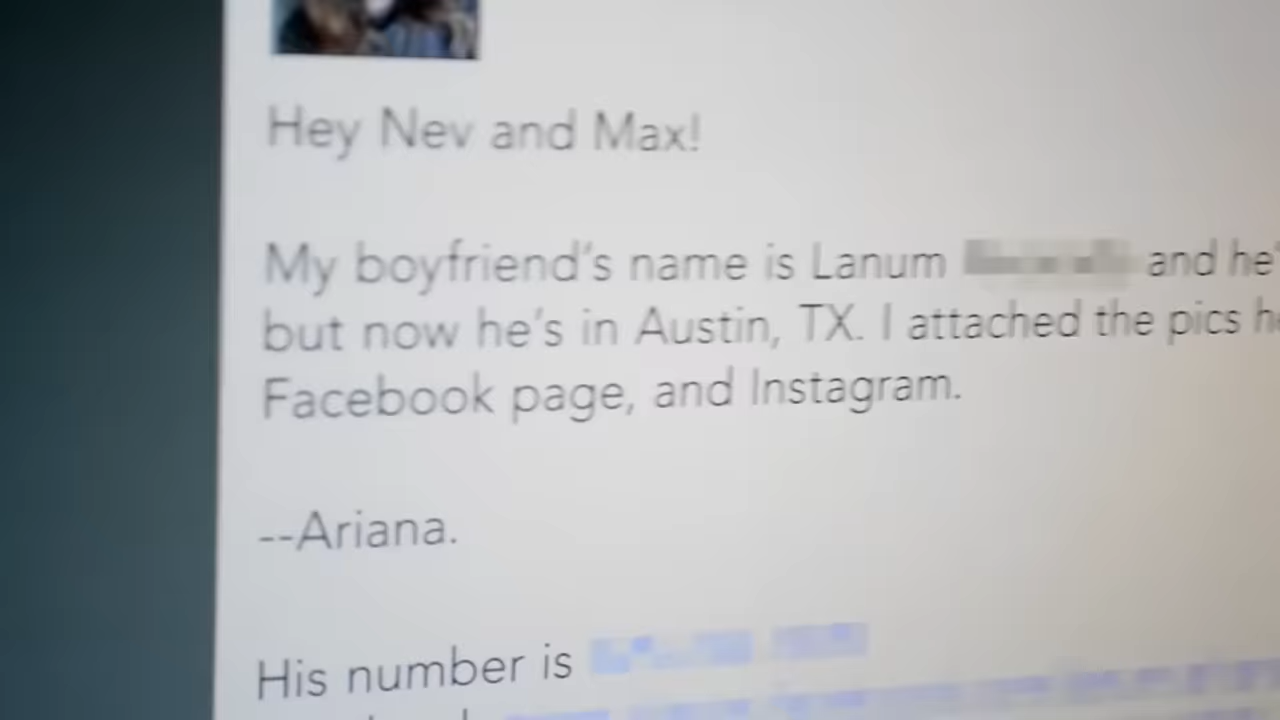 Hey Nev and Max!
My boyfriend's name is Lanum and he'
but now he's in Austin, TX. I attached the pics
Facebook page, and Instagram.
--Ariana.
His number is